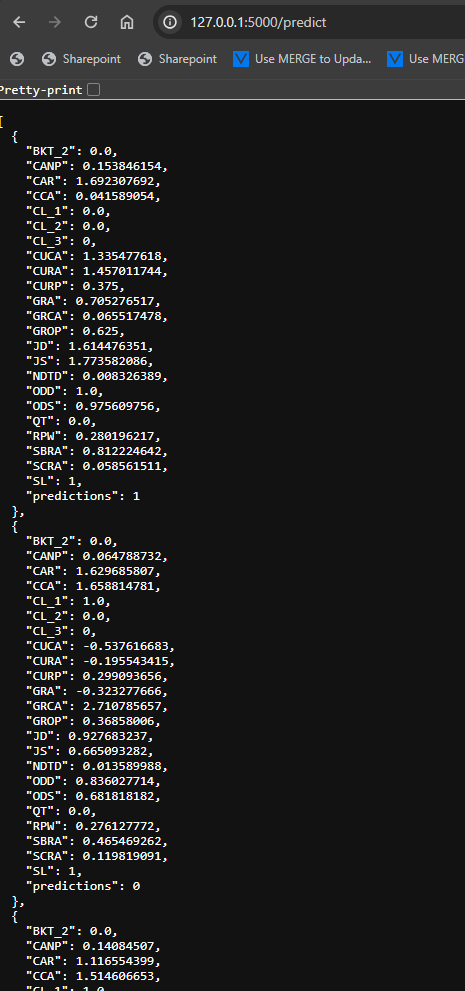 127.0.0.1:5000/predict
Sharepoint Sharepoint Use MERGE to Upda... Use MERG
Pretty-print
[
{
"BKT_2": 0.0,
"CANP": 0.153846154,
"CAR": 1.692307692,
"CCA": 0.041589054,
"CL_1": 0.0,
"CL_2": 0.0,
"CL_3": 0,
"CUCA": 1.335477618,
"CURA": 1.457011744,
"CURP": 0.375,
"GRA": 0.705276517,
"GRCA": 0.065517478,
"GROP": 0.625,
"JD": 1.614476351,
"JS": 1.773582086,
"NDTD": 0.008326389,
"ODD": 1.0,
"ODS": 0.975609756,
"QT": 0.0,
"RPW": 0.280196217,
"SBRA": 0.812224642,
"SCRA": 0.058561511,
"SL": 1,
"predictions": 1
},
{
"BKT_2": 0.0,
"CANP": 0.064788732,
"CAR": 1.629685807,
"CCA": 1.658814781,
"CL_1": 1.0,
"CL_2": 0.0,
"CL_3": 0,
"CUCA": -0.537616683,
"CURA": -0.195543415,
"CURP": 0.299093656,
"GRA": -0.323277666,
"GRCA": 2.710785657,
"GROP": 0.36858006,
"JD": 0.927683237,
"JS": 0.665093282,
"NDTD": 0.013589988,
"ODD": 0.836027714,
"ODS": 0.681818182,
"QT": 0.0,
"RPW": 0.276127772,
"SBRA": 0.465469262,
"SCRA": 0.119819091,
"SL": 1,
"predictions": 0
},
{
"BKT_2": 0.0,
"CANP": 0.14084507,
"CAR": 1.116554399,
"CCA": 1.514606653,
"CL_1": 1.0,